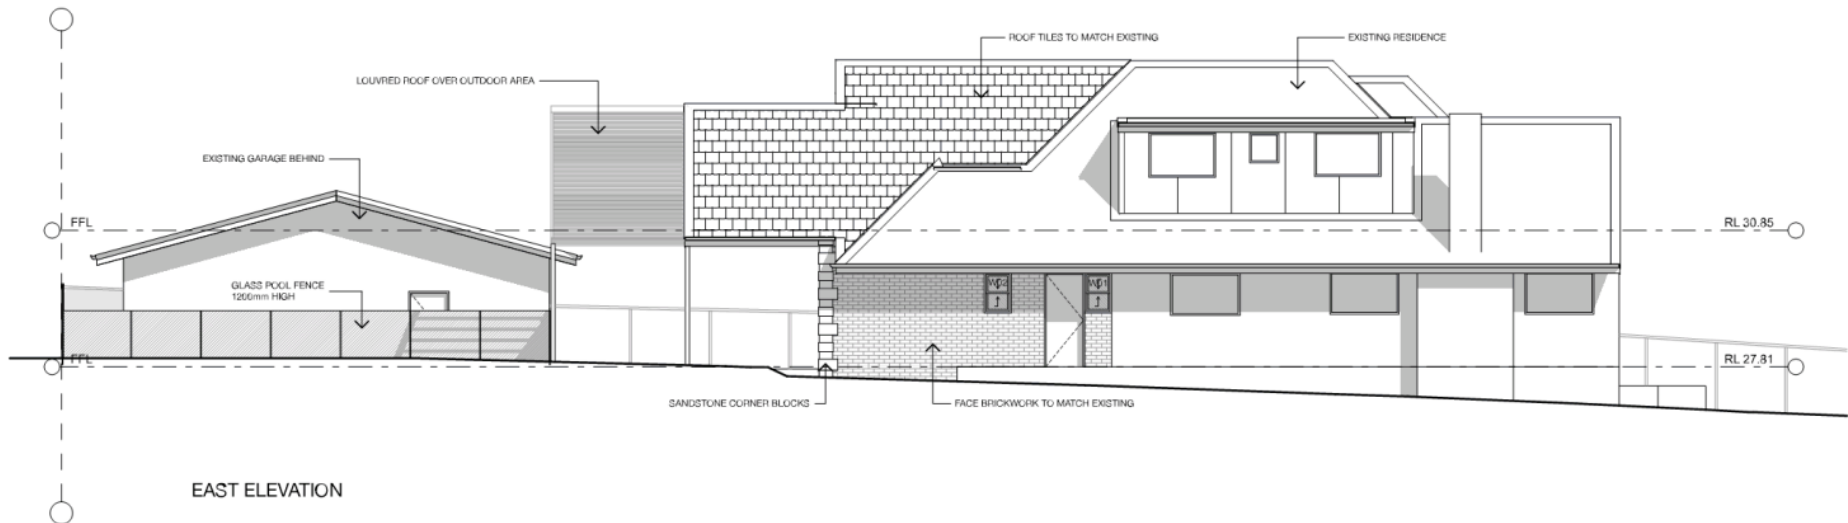 ROOF TILES TO MATCH EXISTING
EXISTING RESIDENCE
LOUVRED ROOF OVER OUTDOOR AREA
EXISTING GARAGE BEHIND
FFL
RL 30.85
GLASS POOL FENCE
1200mm HIGH
W02
W01
FFL
RL 27.81
SANDSTONE CORNER BLOCKS
FACE BRICKWORK TO MATCH EXISTING
EAST ELEVATION